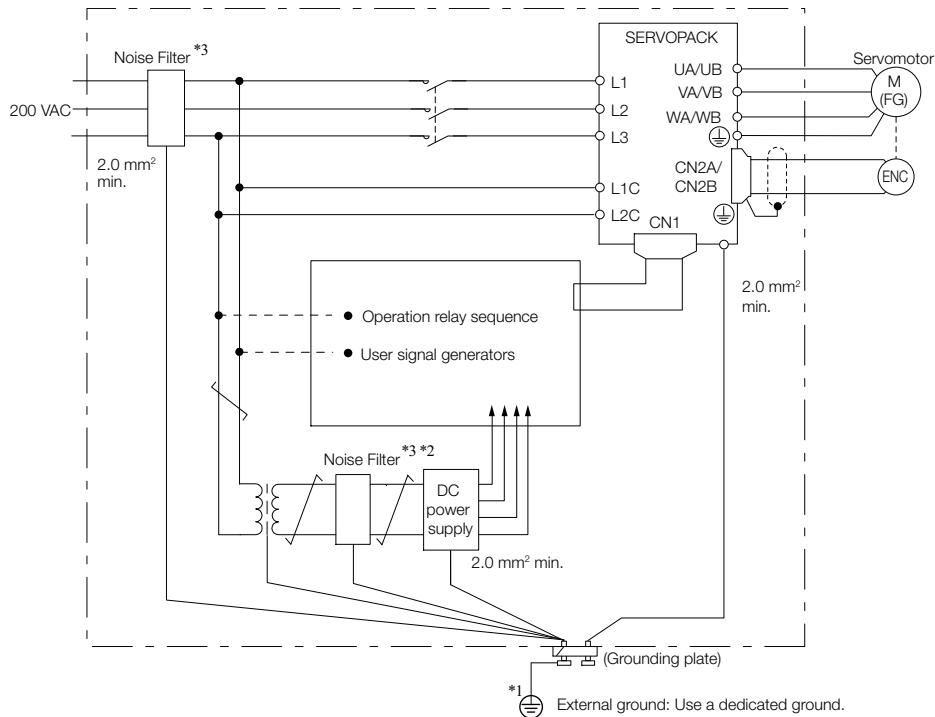 SERVOPACK
Noise Filter *3
Servomotor
UA/UB
M
(FG)
L1
VA/VB
200 VAC
L2
WA/WB
L3
2.0 mm²
min.
CN2A/
CN2B
ENC
L1C
L2C
CN1
2.0 mm²
min.
Operation relay sequence
User signal generators
Noise Filter *3 *2
DC
power
supply
2.0 mm² min.
(Grounding plate)
*1
External ground: Use a dedicated ground.